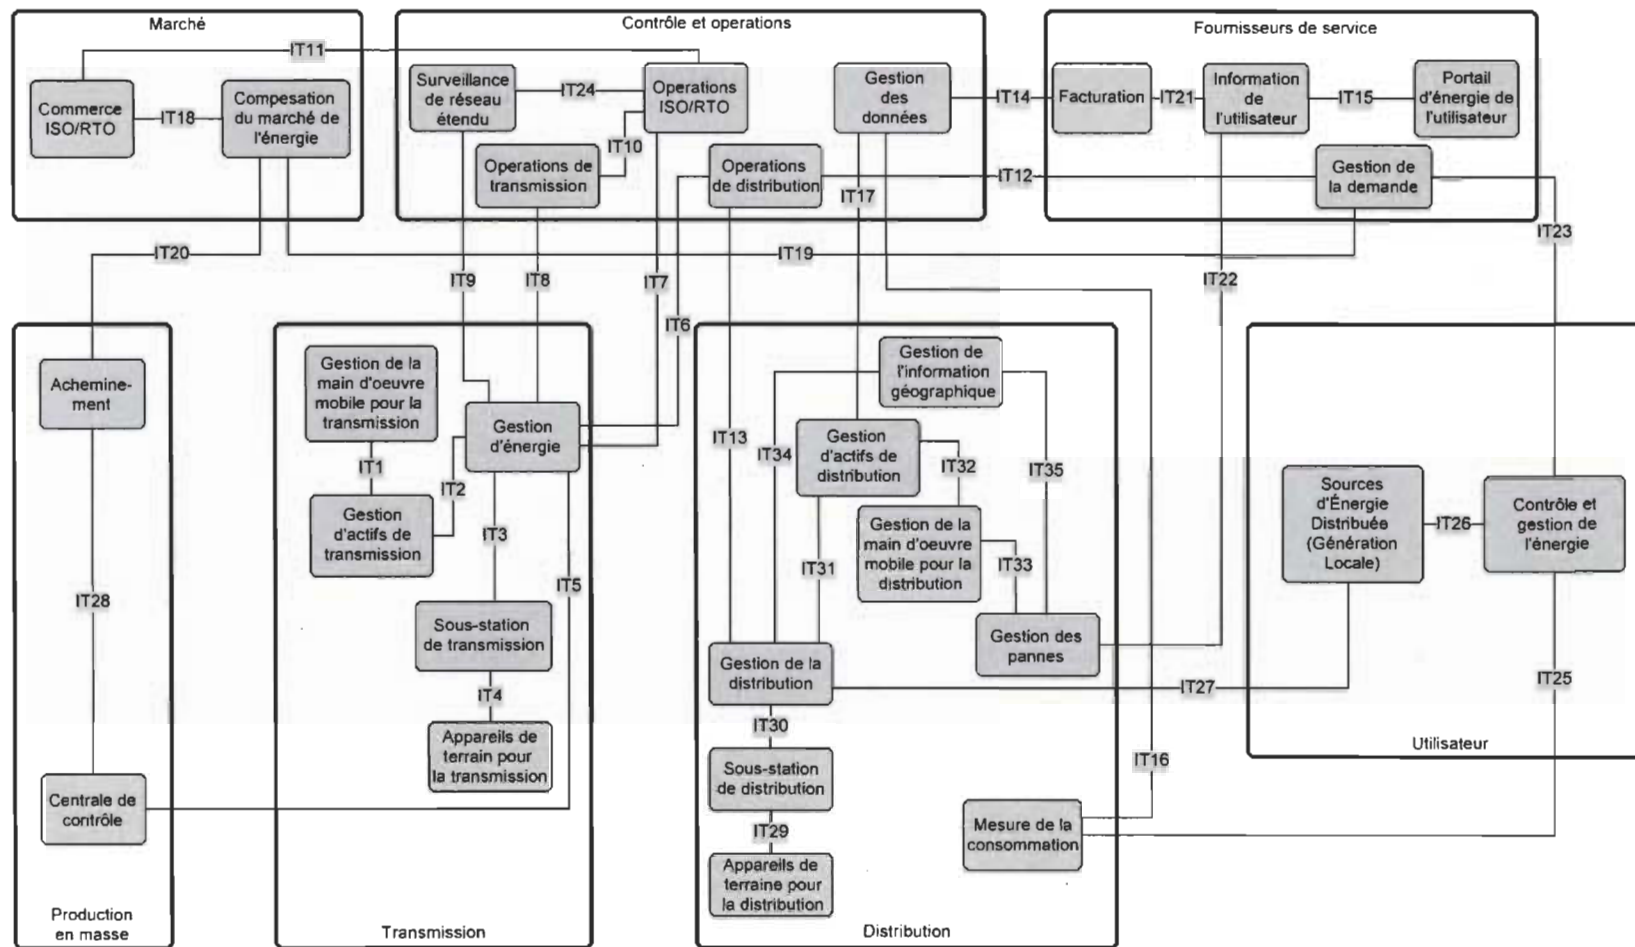 Marché
Contrôle et operations
Fournisseurs de service
IT11
Commerce
ISO/RTO
IT18
Compesation
du marché de
l'énergie
Surveillance
de réseau
étendu
IT24
Operations
ISO/RTO
IT10
Operations de
transmission
Operations
de distribution
Gestion
des
données
IT14
Facturation
IT21
Information
de
l'utilisateur
IT15
Portail
d'énergie de
l'utilisateur
IT12
Gestion de
la demande
IT17
IT20
IT9
IT8
IT7
IT6
IT19
IT22
IT23
Achemine-
ment
IT28
Centrale de
contrôle
Production
en masse
Gestion de la
main d'oeuvre
mobile pour la
transmission
IT1
Gestion
d'actifs de
transmission
IT2
Gestion
d'énergie
IT3
IT5
Sous-station
de transmission
IT4
Appareils de
terrain pour
la transmission
Transmission
Gestion de
l'information
géographique
IT13
IT34
Gestion
d'actifs de
distribution
IT32
IT35
Gestion de la
main d'oeuvre
mobile pour la
distribution
IT31
IT33
Gestion des
pannes
Gestion de la
distribution
IT30
Sous-station
de distribution
IT29
Appareils de
terraine pour
la distribution
Mesure de la
consommation
IT16
Distribution
IT27
Sources
d'Énergie
Distribuée
(Génération
Locale)
IT26
Contrôle et
gestion de
l'énergie
IT25
Utilisateur